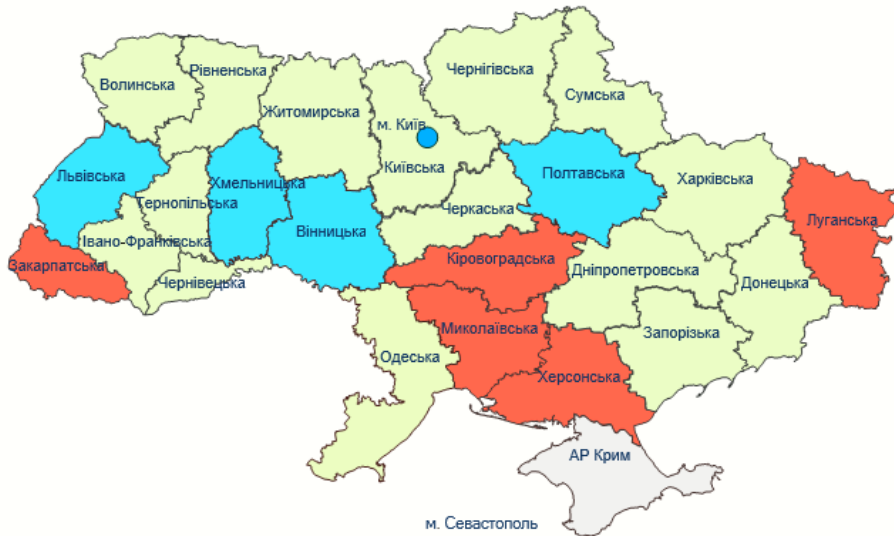 Чернігівська
Рівненська
Волинська
Сумська
Житомирська
м. Київ
Київська
Львівська
Хмельницька
Полтавська
Харківська
Тернопільська
Черкаська
Луганська
Вінницька
Івано-Франківська
Закарпатська
Кіровоградська
Дніпропетровська
Чернівецька
Донецька
Миколаївська
Запорізька
Одеська
Херсонська
АР Крим
м. Севастополь